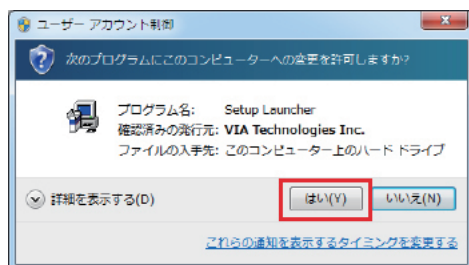 ユーザー アカウント制御
次のプログラムにこのコンピューターへの変更を許可しますか?
プログラム名: Setup Launcher
確認済みの発行元: VIA Technologies Inc.
ファイルの入手先: このコンピューター上のハード ドライブ
詳細を表示する(D)
はい(Y) いいえ(N)
これらの通知を表示するタイミングを変更する